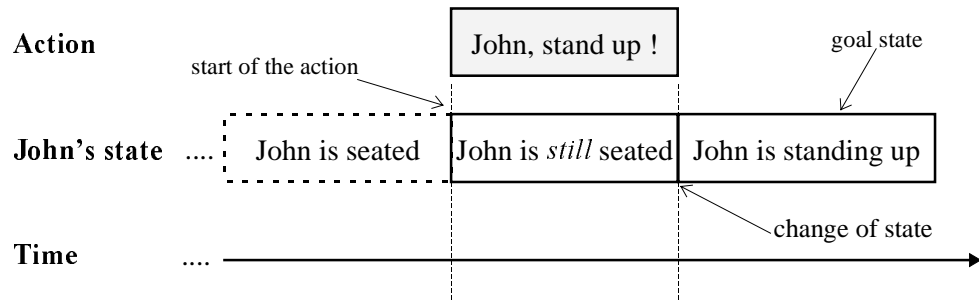 Action
John, stand up !
goal state
start of the action
John's state .... John is seated John is still seated John is standing up
change of state
Time ....